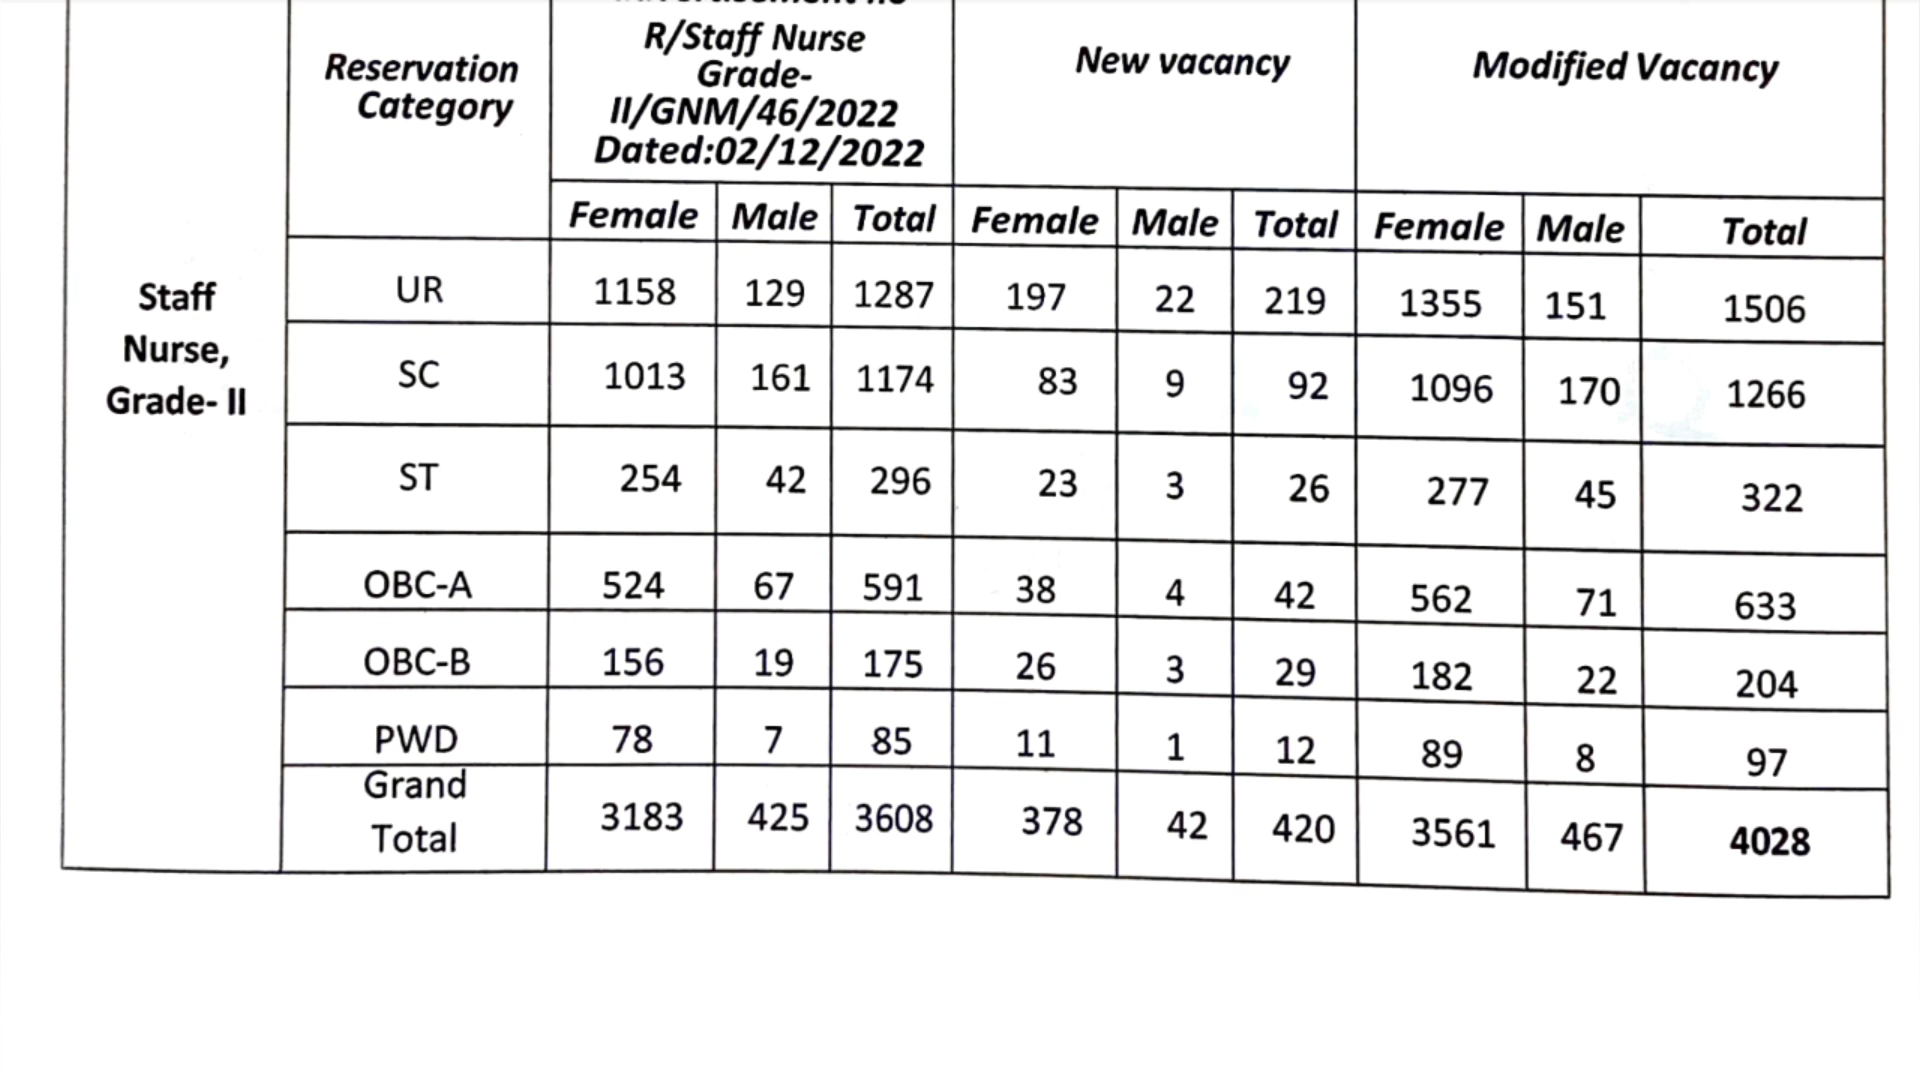 R/Staff Nurse
Grade-
II/GNM/46/2022
Dated:02/12/2022
Reservation
Category
New vacancy
Modified Vacancy
Female Male Total Female Male Total Female Male Total
Staff
Nurse,
Grade- II
UR 1158 129 1287 197 22 219 1355 151 1506
SC 1013 161 1174 83 9 92 1096 170 1266
ST 254 42 296 23 3 26 277 45 322
OBC-A 524 67 591 38 4 42 562 71 633
OBC-B 156 19 175 26 3 29 182 22 204
PWD 78 7 85 11 1 12 89 8 97
Grand
Total 3183 425 3608 378 42 420 3561 467 4028